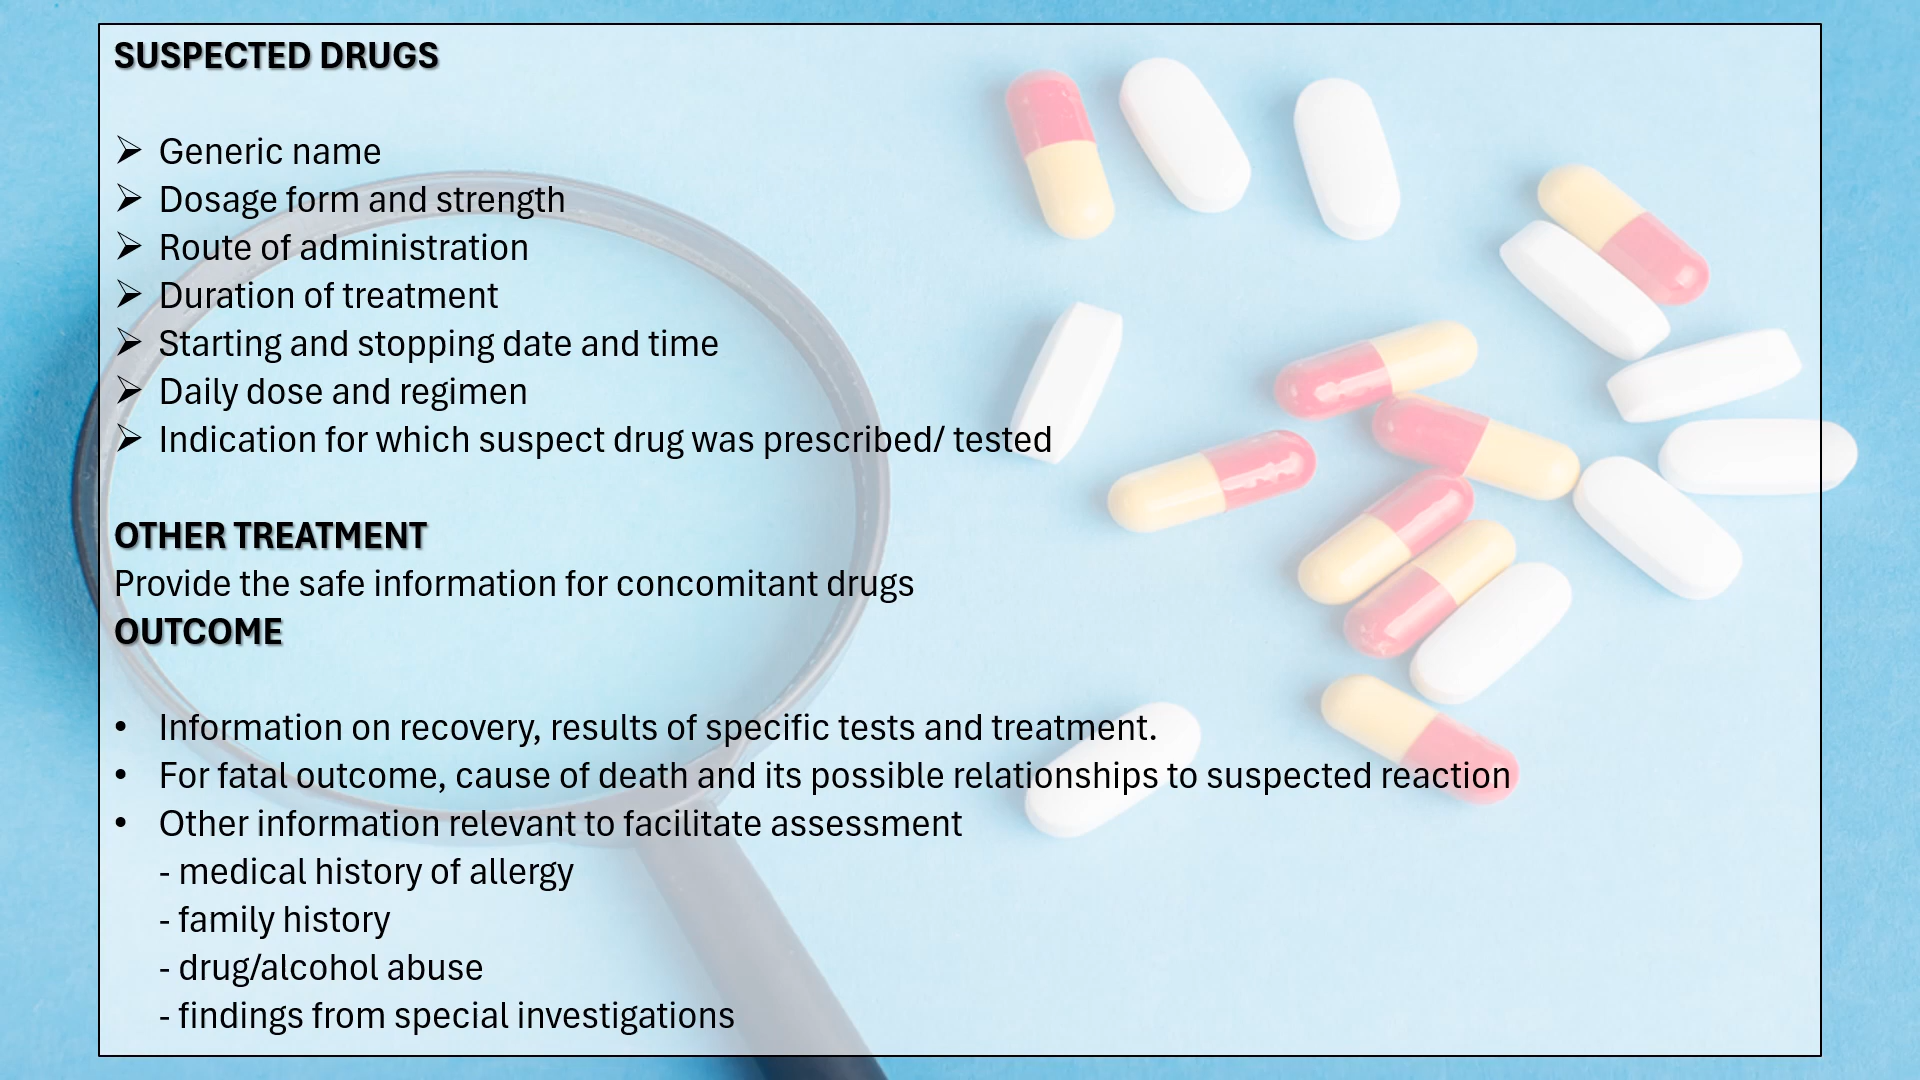 SUSPECTED DRUGS
➢ Generic name
➢ Dosage form and strength
➢ Route of administration
➢ Duration of treatment
➢ Starting and stopping date and time
➢ Daily dose and regimen
➢ Indication for which suspect drug was prescribed/ tested
OTHER TREATMENT
Provide the safe information for concomitant drugs
OUTCOME
• Information on recovery, results of specific tests and treatment.
• For fatal outcome, cause of death and its possible relationships to suspected reaction
• Other information relevant to facilitate assessment
- medical history of allergy
- family history
- drug/alcohol abuse
- findings from special investigations